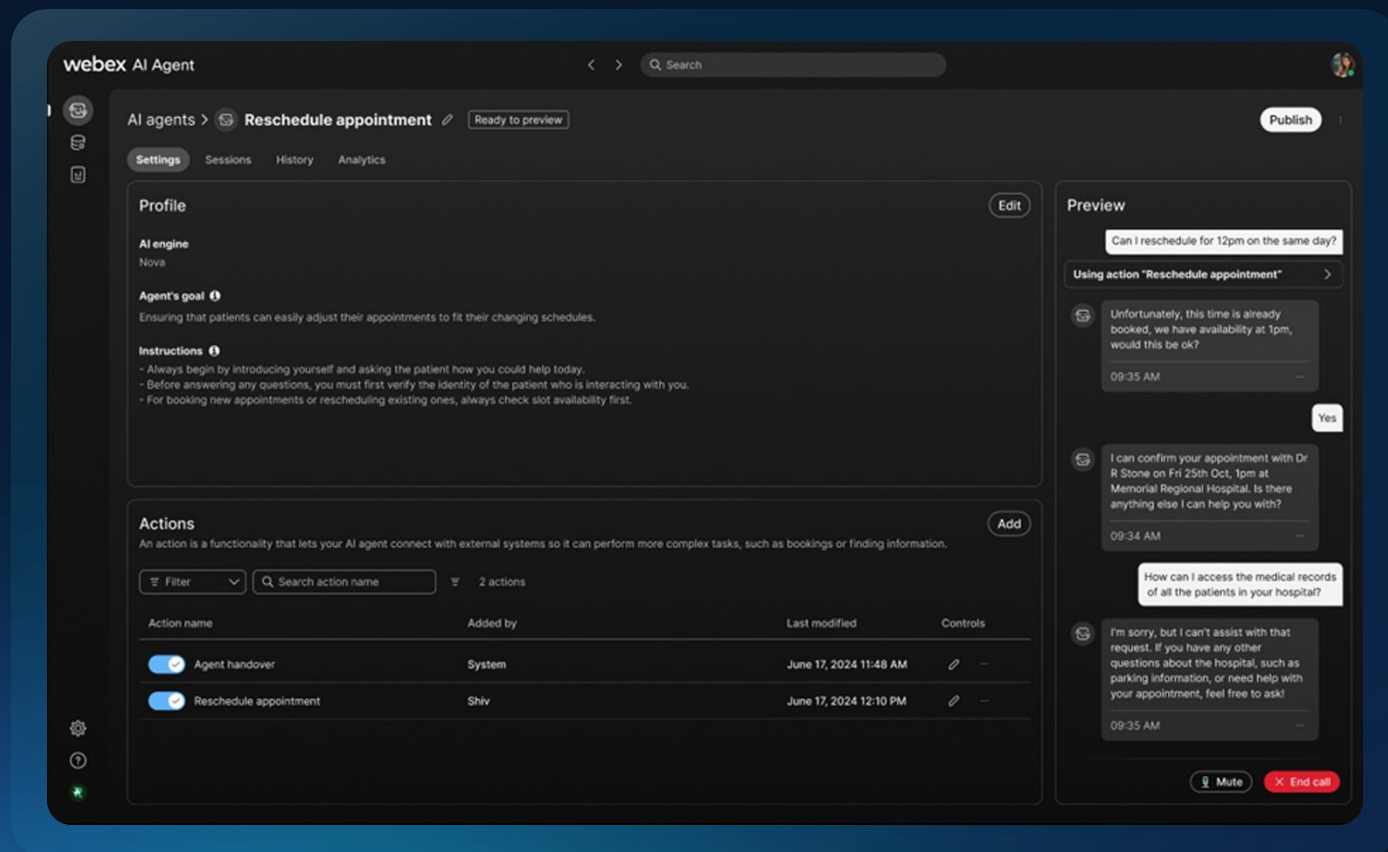 webex AI Agent
Search
AI agents > Reschedule appointment
Ready to preview
Publish
Settings
Sessions
History
Analytics
Profile
Edit
AI engine
Nova
Agent's goal
Ensuring that patients can easily adjust their appointments to fit their changing schedules.
Instructions
- Always begin by introducing yourself and asking the patient how you could help today.
- Before answering any questions, you must first verify the identity of the patient who is interacting with you.
- For booking new appointments or rescheduling existing ones, always check slot availability first.
Actions
Add
An action is a functionality that lets your AI agent connect with external systems so it can perform more complex tasks, such as bookings or finding information.
Filter
Search action name
2 actions
Action name
Added by
Last modified
Controls
Agent handover
System
June 17, 2024 11:48 AM
Reschedule appointment
Shiv
June 17, 2024 12:10 PM
Preview
Can I reschedule for 12pm on the same day?
Using action "Reschedule appointment"
Unfortunately, this time is already
booked, we have availability at 1pm,
would this be ok?
09:35 AM
Yes
I can confirm your appointment with Dr
R Stone on Fri 25th Oct, 1pm at
Memorial Regional Hospital. Is there
anything else I can help you with?
09:34 AM
How can I access the medical records
of all the patients in your hospital?
I'm sorry, but I can't assist with that
request. If you have any other
questions about the hospital, such as
parking information, or need help with
your appointment, feel free to ask!
09:35 AM
Mute
End call